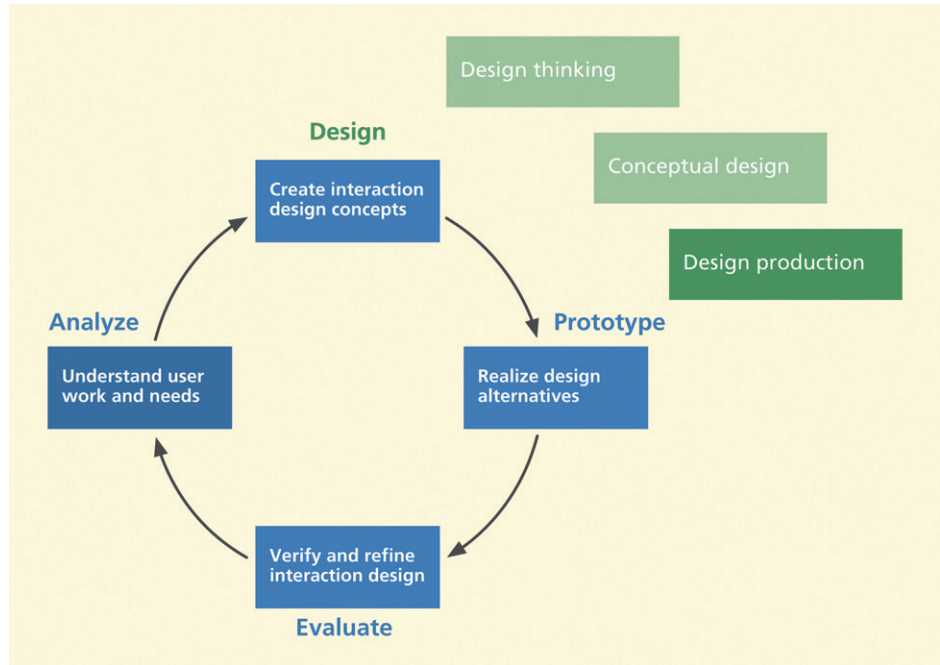 Design thinking
Conceptual design
Design production
Design
Create interaction
design concepts
Analyze
Understand user
work and needs
Prototype
Realize design
alternatives
Verify and refine
interaction design
Evaluate